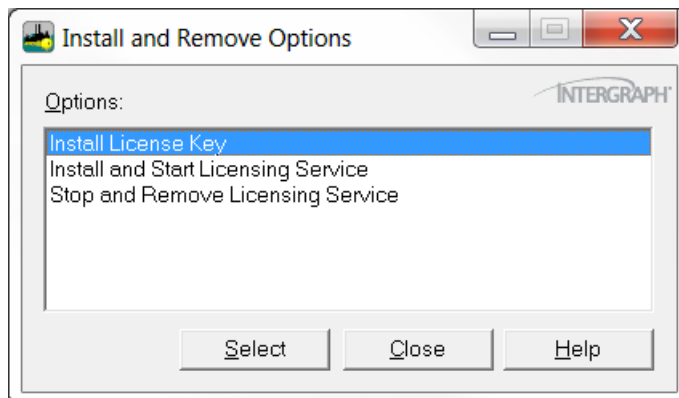 Install and Remove Options
Options:
INTERGRAPH
Install License Key
Install and Start Licensing Service
Stop and Remove Licensing Service
Select
Close
Help